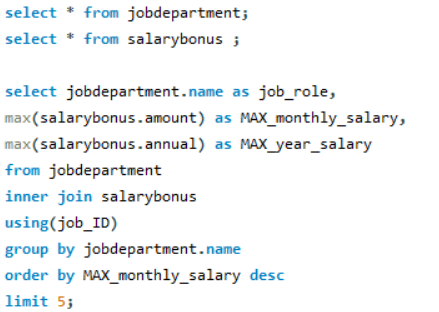 select * from jobdepartment;
select * from salarybonus ;
select jobdepartment.name as job_role,
max(salarybonus.amount) as MAX_monthly_salary,
max(salarybonus.annual) as MAX_year_salary
from jobdepartment
inner join salarybonus
using(job_ID)
group by jobdepartment.name
order by MAX_monthly_salary desc
limit 5;